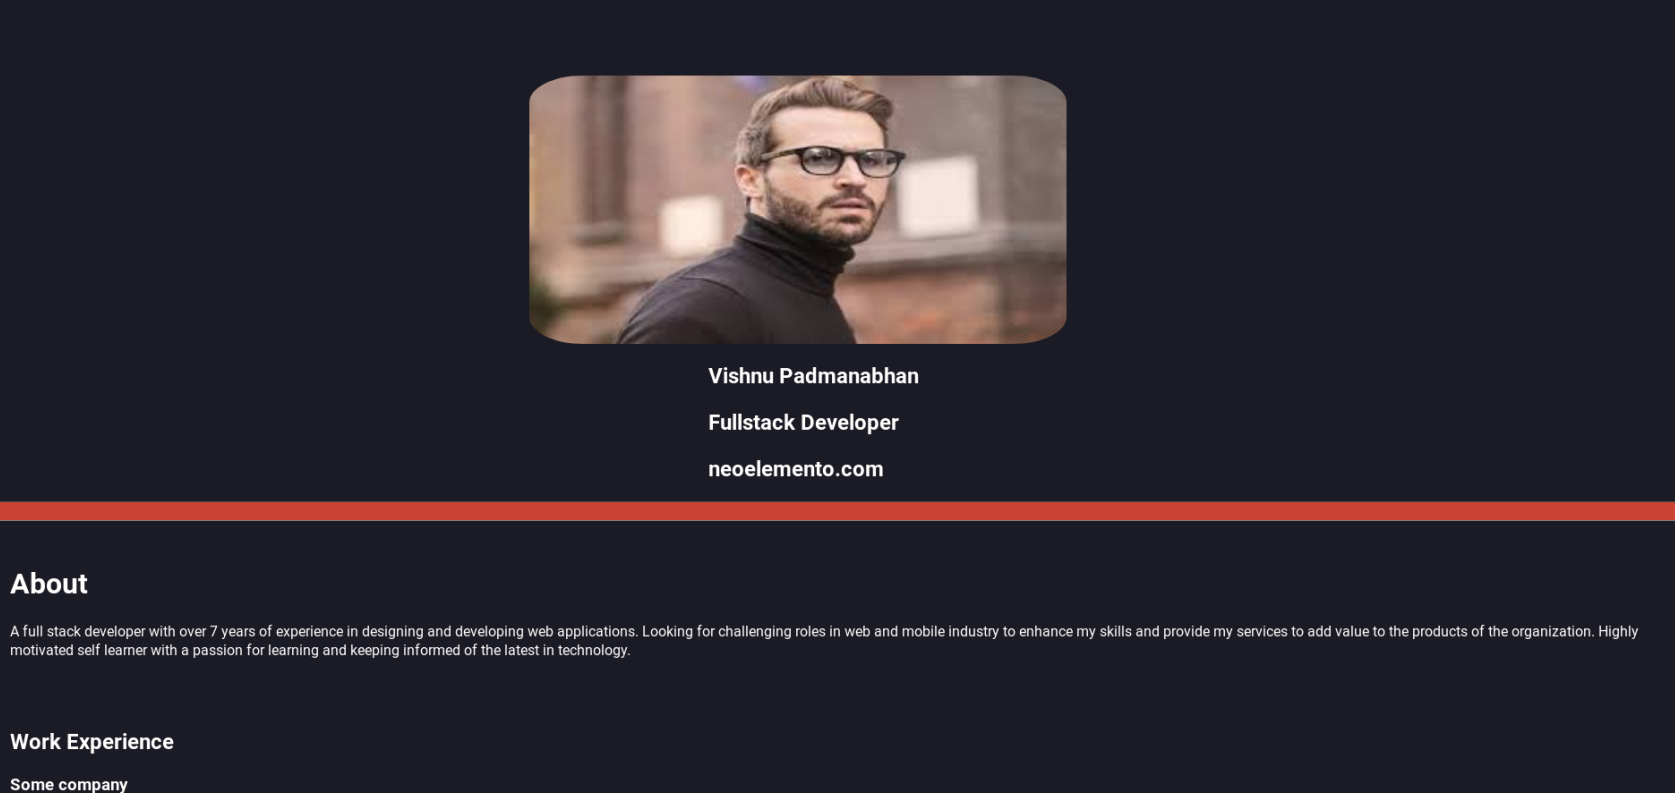 Vishnu Padmanabhan
Fullstack Developer
neoelemento.com
About
A full stack developer with over 7 years of experience in designing and developing web applications. Looking for challenging roles in web and mobile industry to enhance my skills and provide my services to add value to the products of the organization. Highly
motivated self learner with a passion for learning and keeping informed of the latest in technology.
Work Experience
Some company